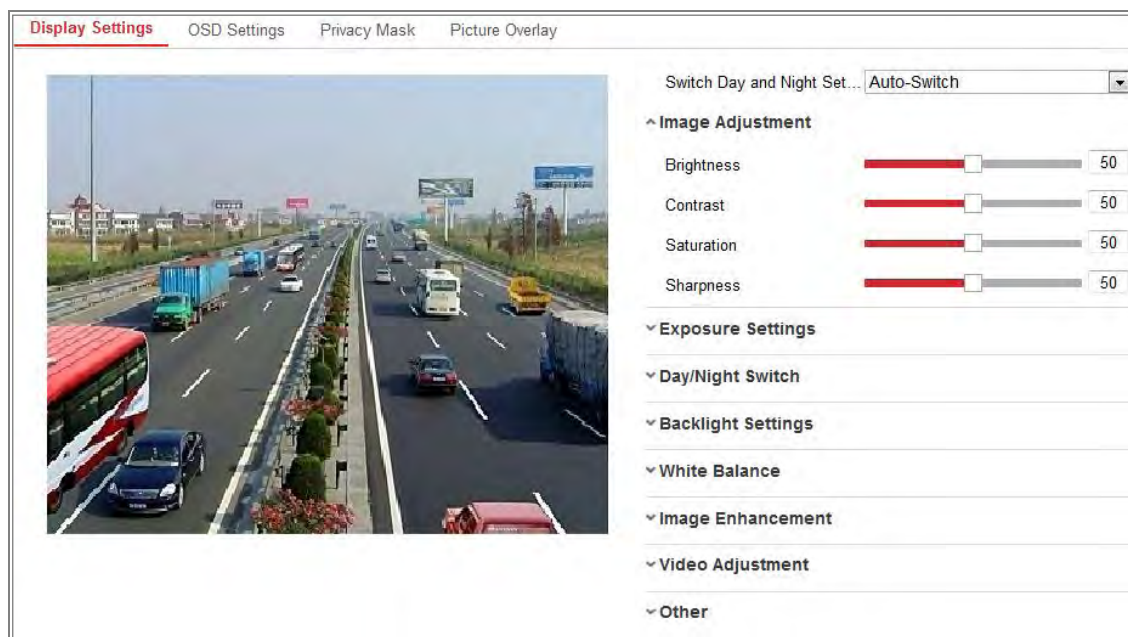 Display Settings OSD Settings Privacy Mask Picture Overlay
Switch Day and Night Set... Auto-Switch
Image Adjustment
Brightness 50
Contrast 50
Saturation 50
Sharpness 50
Exposure Settings
Day/Night Switch
Backlight Settings
White Balance
Image Enhancement
Video Adjustment
Other